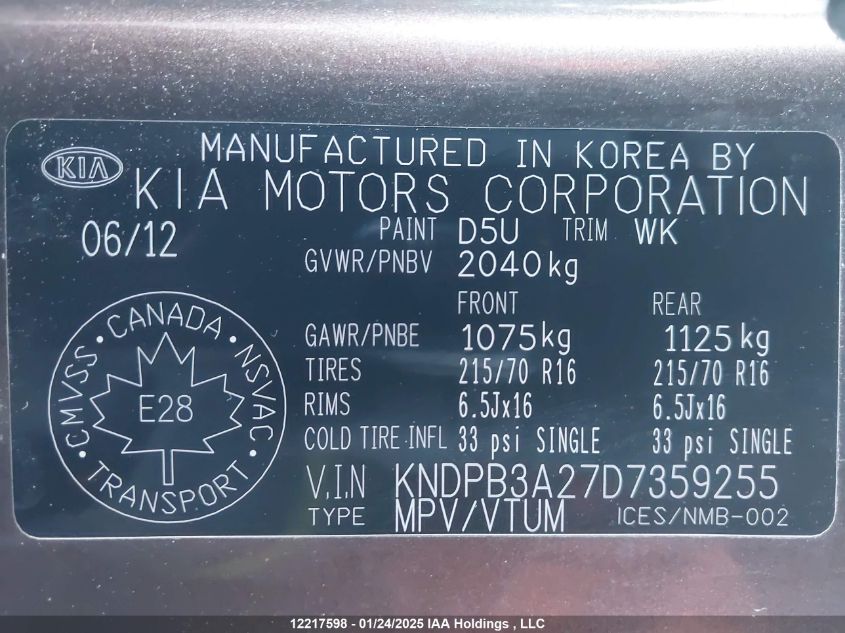 MANUFACTURED IN KOREA BY
KIA
KIA MOTORS CORPORATION
06/12
PAINT D5U TRIM WK
GVWR/PNBV 2040kg
FRONT REAR
GAWR/PNBE 1075kg 1125kg
TIRES 215/70 R16 215/70 R16
RIMS 6.5Jx16 6.5Jx16
COLD TIRE INFL 33 psi SINGLE 33 psi SINGLE
V.I.N KNDPB3A27D7359255
TYPE MPV/VTUM ICES/NMB-002
CMVSS · CANADA · NSVAC
E28
· TRANSPORT ·
12217598 - 01/24/2025 IAA Holdings , LLC